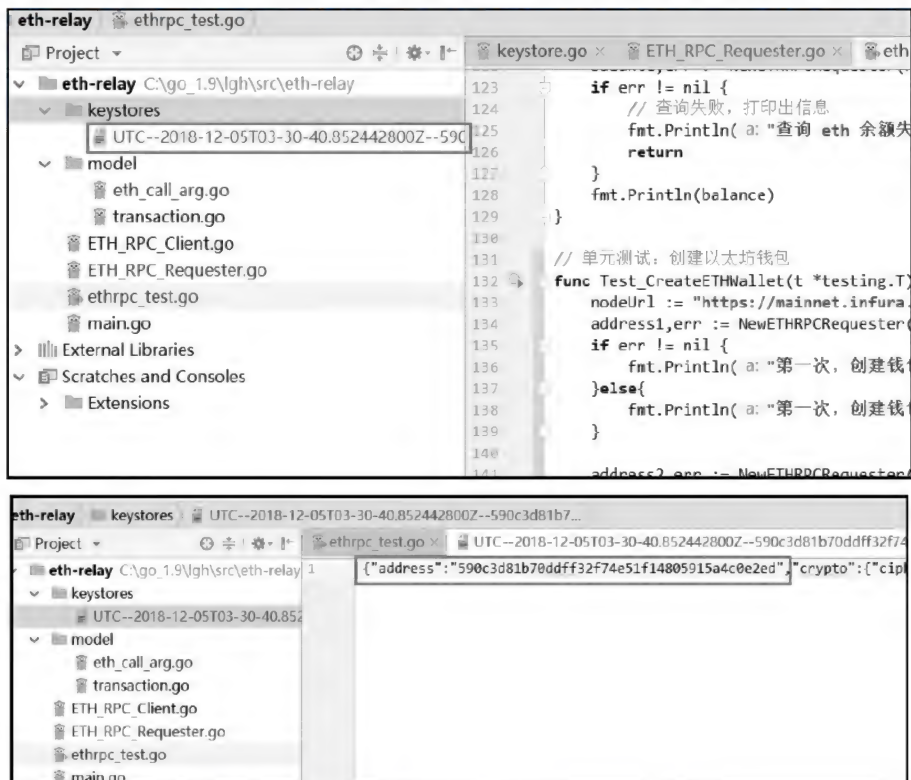 eth-relay ethrpc_test.go
Project
keystore.go × ETH_RPC_Requester.go × eth
eth-relay C:\go_1.9\lgh\src\eth-relay
keystores
UTC--2018-12-05T03-30-40.852442800Z--590
model
eth_call_arg.go
transaction.go
ETH_RPC_Client.go
ETH_RPC_Requester.go
ethrpc_test.go
main.go
External Libraries
Scratches and Consoles
Extensions
123 if err != nil {
124 // 查询失败，打印出信息
125 fmt.Println( a: "查询 eth 余额失
126 return
127 }
128 fmt.Println(balance)
129 }
130
131 // 单元测试：创建以太坊钱包
132 func Test_CreateETHWallet(t *testing.T)
133 nodeUrl := "https://mainnet.infura.
134 address1,err := NewETHRPCRequester(
135 if err != nil {
136 fmt.Println( a: "第一次，创建钱
137 }else{
138 fmt.Println( a: "第一次，创建钱
139 }
140
141 address2,err := NewETHRPCRequester(
eth-relay keystores UTC--2018-12-05T03-30-40.852442800Z--590c3d81b7...
Project
ethrpc_test.go × UTC--2018-12-05T03-30-40.852442800Z--590c3d81b70ddff32f74
eth-relay C:\go_1.9\lgh\src\eth-relay
keystores
UTC--2018-12-05T03-30-40.852
model
eth_call_arg.go
transaction.go
ETH_RPC_Client.go
ETH_RPC_Requester.go
ethrpc_test.go
main.go
1 {"address":"590c3d81b70ddff32f74e51f14805915a4c0e2ed","crypto":{"ciph